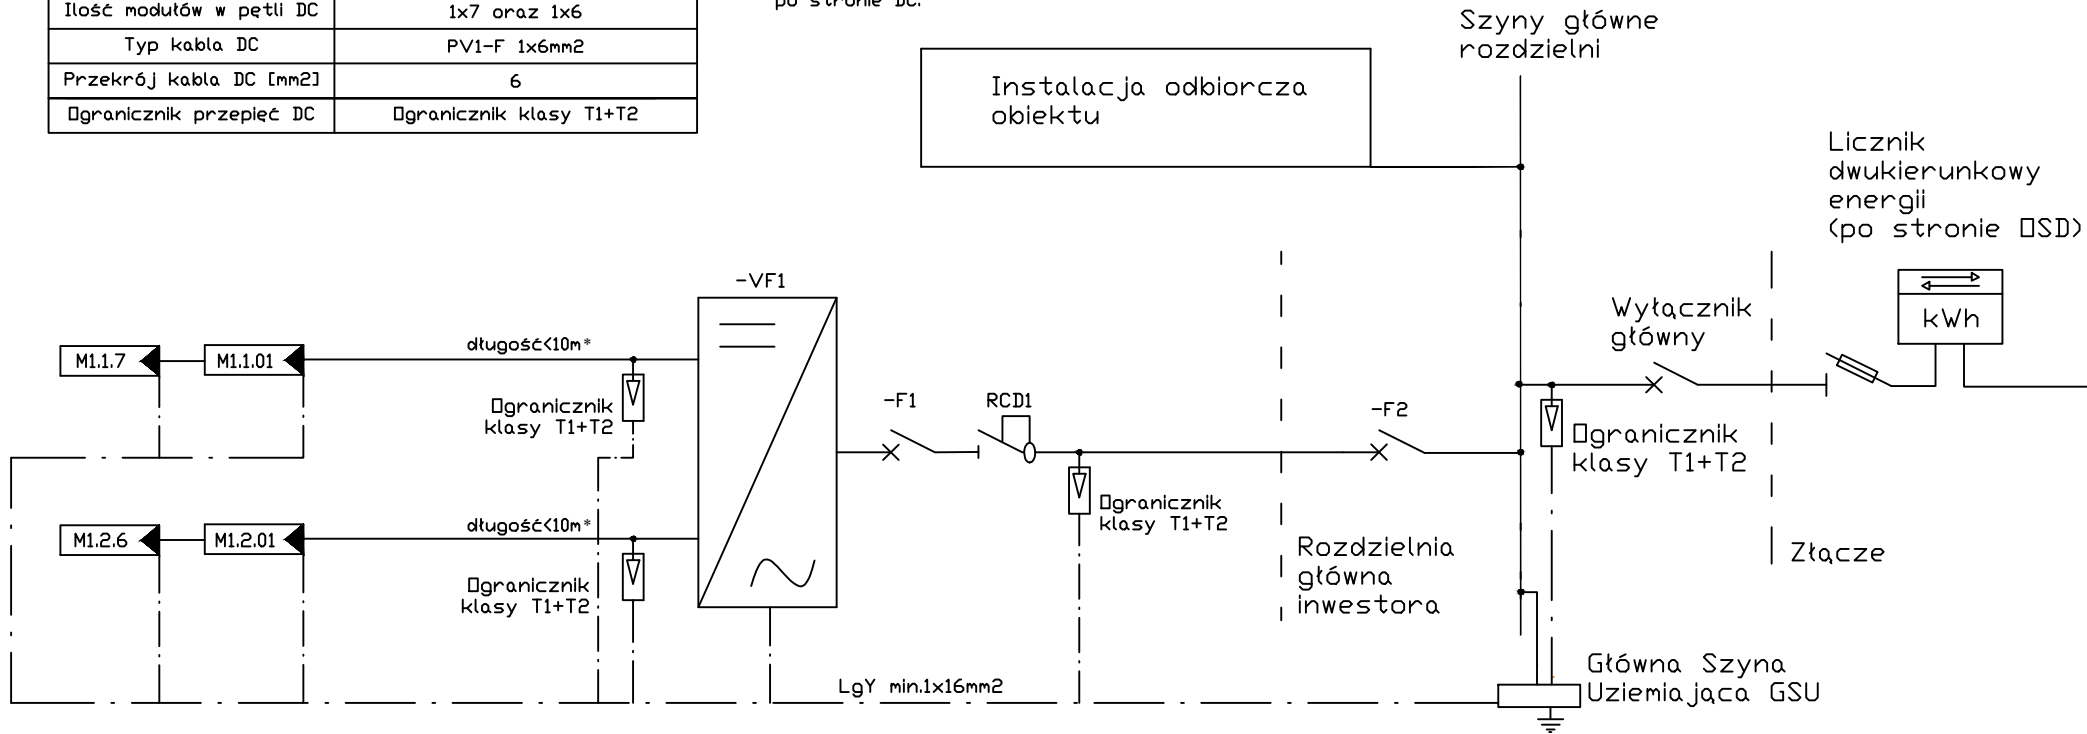 Ilość modułów w pętli DC 1x7 oraz 1x6
Typ kabla DC PV1-F 1x6mm2
Przekrój kabla DC [mm2] 6
Ogranicznik przepięć DC Ogranicznik klasy T1+T2
po stronie DC.
Instalacja odbiorcza
obiektu
Szyny główne
rozdzielni
Licznik
dwukierunkowy
energii
(po stronie OSD)
kWh
Wyłącznik
główny
-VF1
M1.1.7
M1.1.01
długość<10m*
Ogranicznik
klasy T1+T2
-F1
RCD1
-F2
Ogranicznik
klasy T1+T2
M1.2.6
M1.2.01
długość<10m*
Ogranicznik
klasy T1+T2
Ogranicznik
klasy T1+T2
Rozdzielnia
główna
inwestora
Złącze
LgY min.1x16mm2
Główna Szyna
Uziemiająca GSU